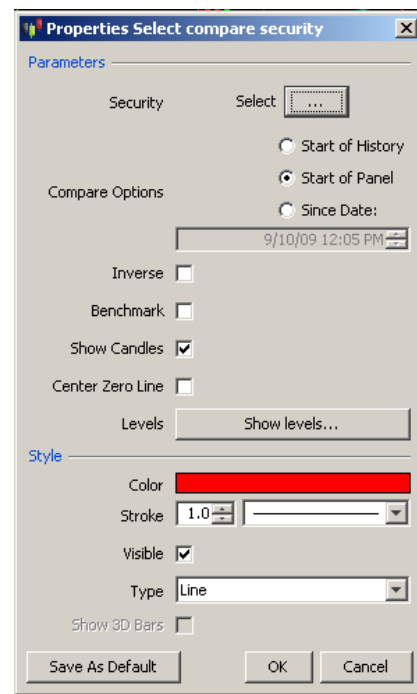 Properties Select compare security
Parameters
Security Select ...
Start of History
Compare Options
Start of Panel
Since Date:
9/10/09 12:05 PM
Inverse
Benchmark
Show Candles
Center Zero Line
Levels Show levels...
Style
Color
Stroke 1.0
Visible
Type Line
Show 3D Bars
Save As Default OK Cancel